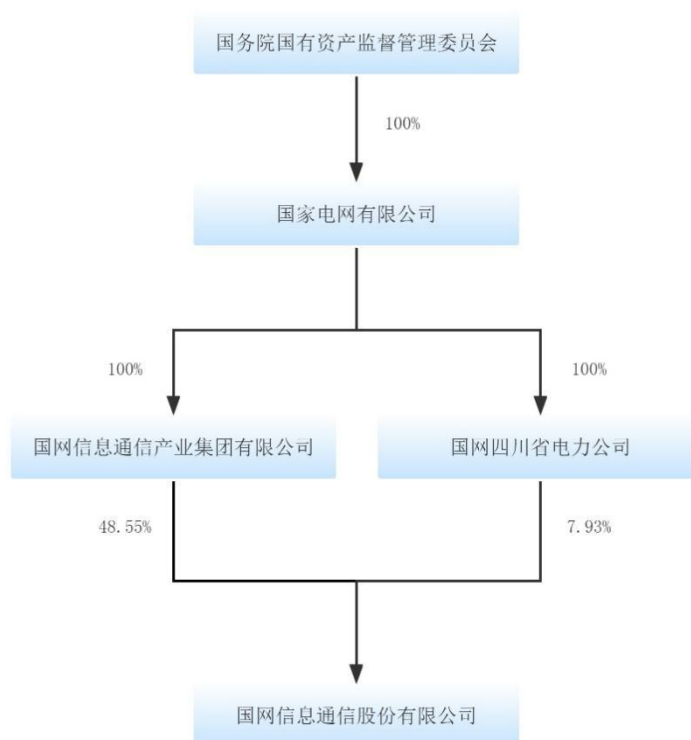 国务院国有资产监督管理委员会
100%
国家电网有限公司
100%
100%
国网信息通信产业集团有限公司
国网四川省电力公司
48.55%
7.93%
国网信息通信股份有限公司